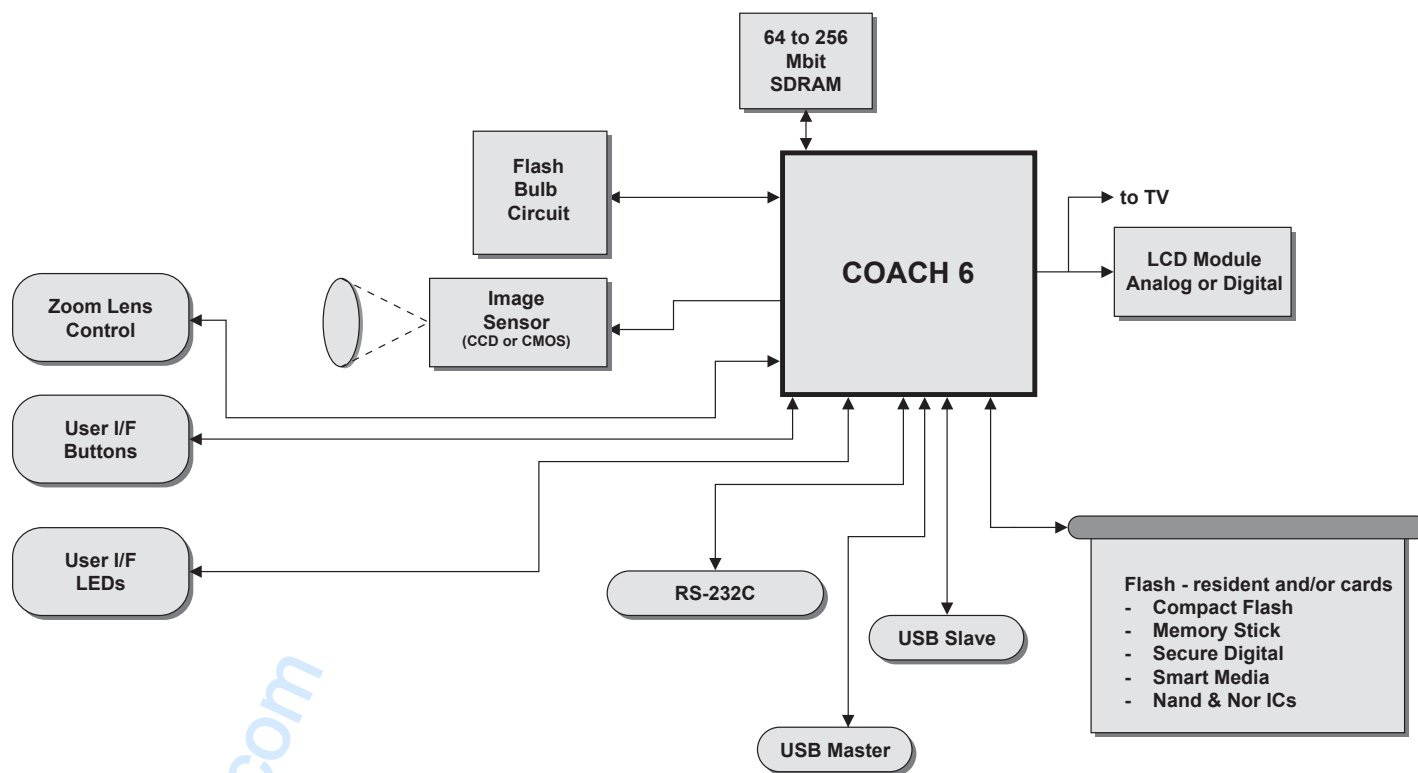 64 to 256
Mbit
SDRAM
Flash
Bulb
Circuit
to TV
COACH 6
LCD Module
Analog or Digital
Zoom Lens
Control
Image
Sensor
(CCD or CMOS)
User I/F
Buttons
User I/F
LEDs
RS-232C
USB Slave
USB Master
Flash - resident and/or cards
- Compact Flash
- Memory Stick
- Secure Digital
- Smart Media
- Nand & Nor ICs
com